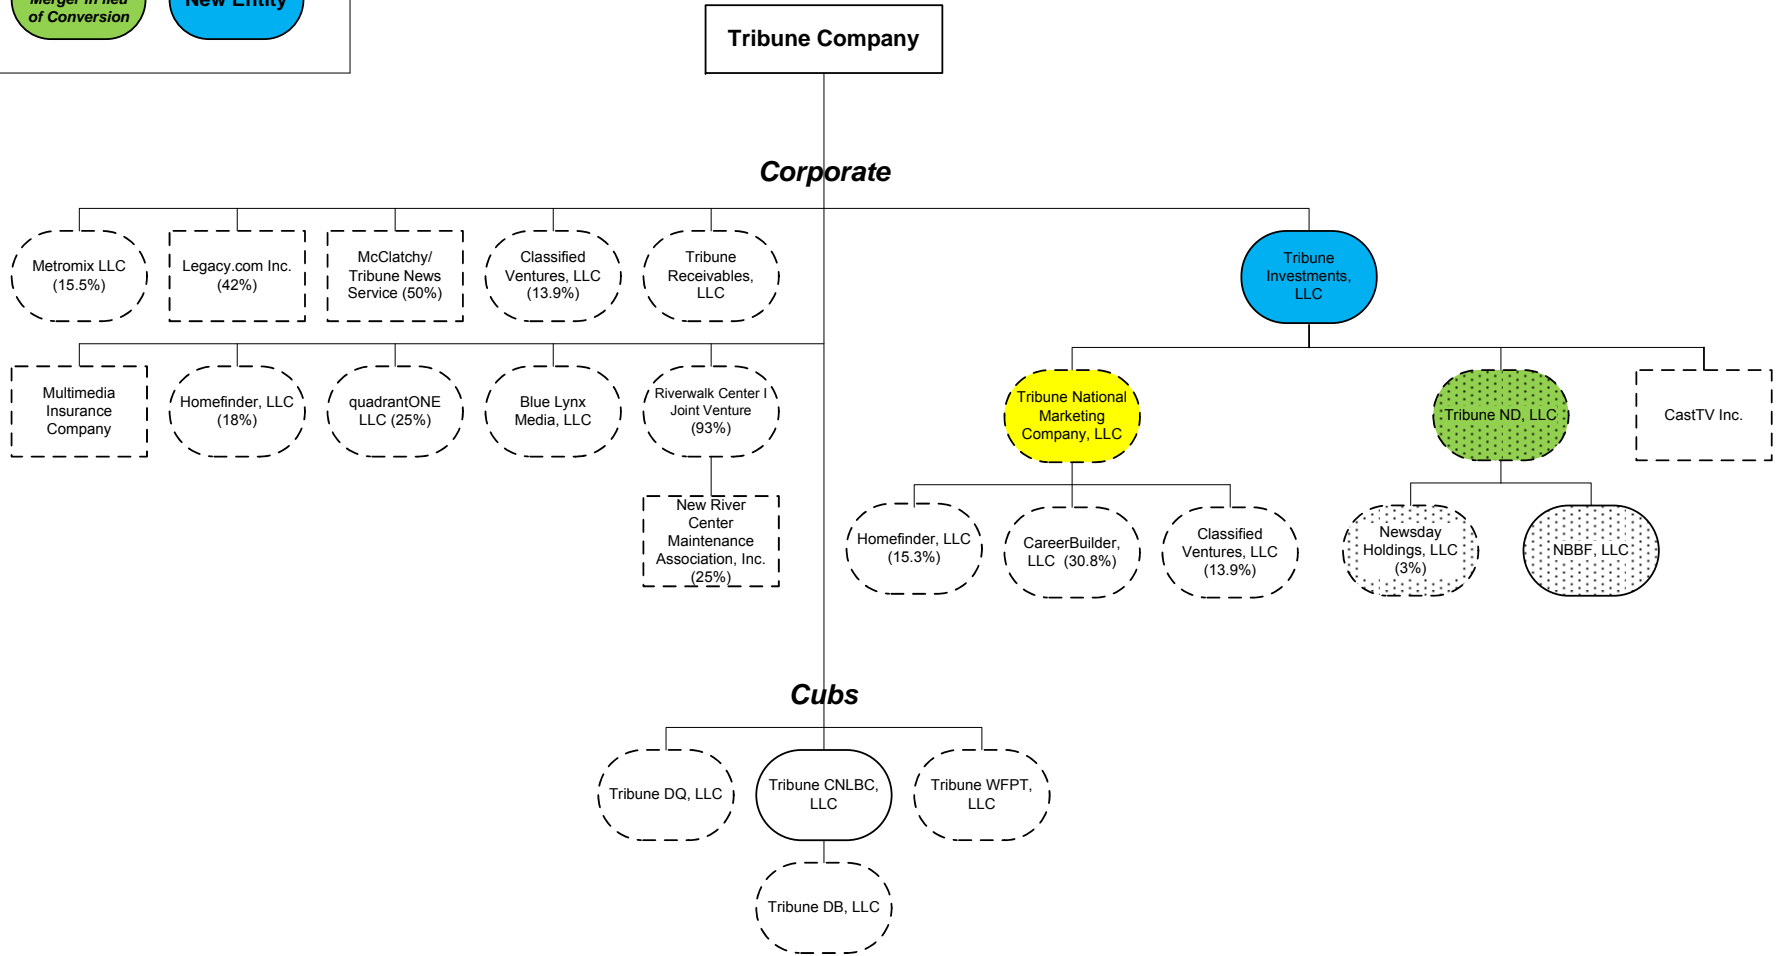 Merger in lieu
of Conversion
New Entity
Tribune Company
Corporate
Metromix LLC
(15.5%)
Legacy.com Inc.
(42%)
McClatchy/
Tribune News
Service (50%)
Classified
Ventures, LLC
(13.9%)
Tribune
Receivables,
LLC
Tribune
Investments,
LLC
Multimedia
Insurance
Company
Homefinder, LLC
(18%)
quadrantONE
LLC (25%)
Blue Lynx
Media, LLC
Riverwalk Center I
Joint Venture
(93%)
Tribune National
Marketing
Company, LLC
Tribune ND, LLC
CastTV Inc.
New River
Center
Maintenance
Association, Inc.
(25%)
Homefinder, LLC
(15.3%)
CareerBuilder,
LLC (30.8%)
Classified
Ventures, LLC
(13.9%)
Newsday
Holdings, LLC
(3%)
NBBF, LLC
Cubs
Tribune DQ, LLC
Tribune CNLBC,
LLC
Tribune WFPT,
LLC
Tribune DB, LLC